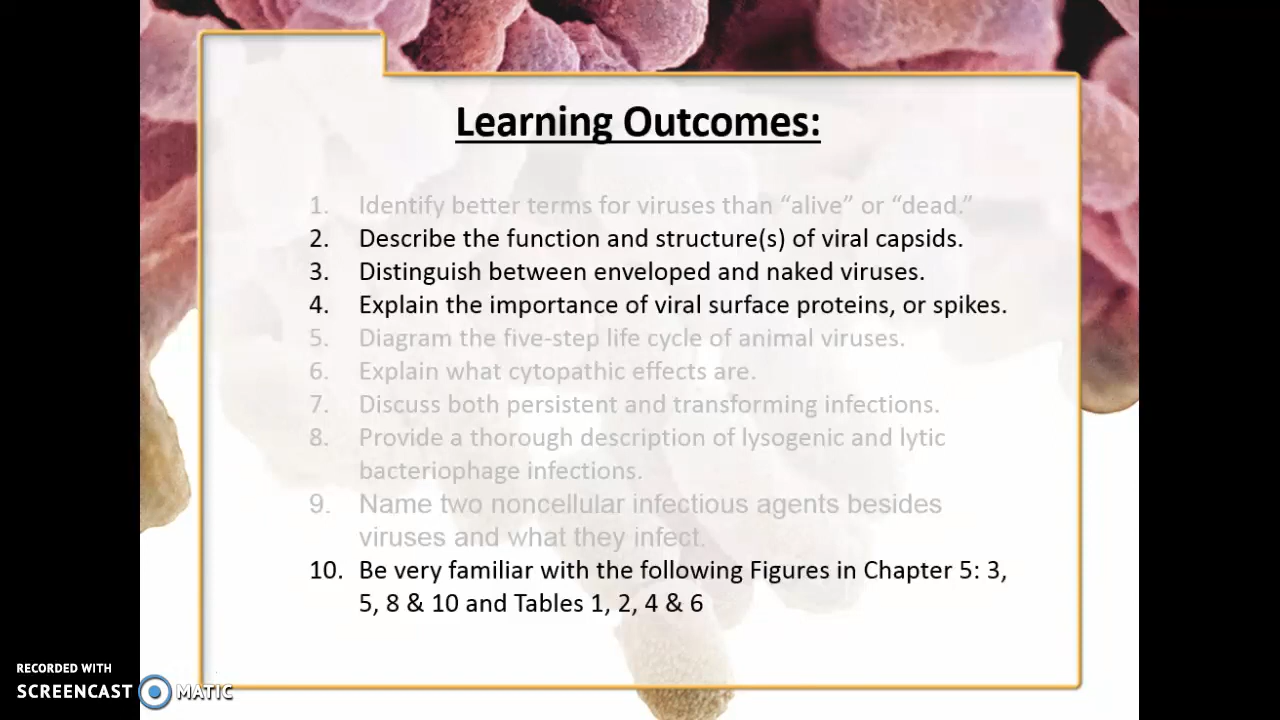 Learning Outcomes:
1. Identify better terms for viruses than “alive” or “dead.”
2. Describe the function and structure(s) of viral capsids.
3. Distinguish between enveloped and naked viruses.
4. Explain the importance of viral surface proteins, or spikes.
5. Diagram the five-step life cycle of animal viruses.
6. Explain what cytopathic effects are.
7. Discuss both persistent and transforming infections.
8. Provide a thorough description of lysogenic and lytic
bacteriophage infections.
9. Name two noncellular infectious agents besides
viruses and what they infect.
10. Be very familiar with the following Figures in Chapter 5: 3,
5, 8 & 10 and Tables 1, 2, 4 & 6
RECORDED WITH
SCREENCAST MATIC